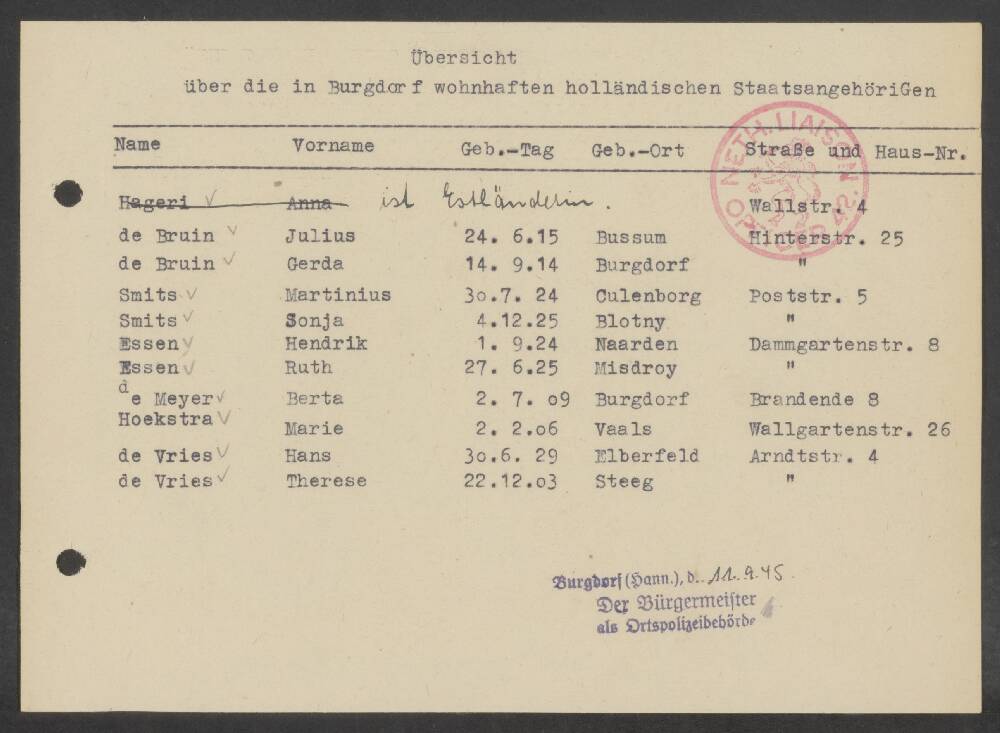 Übersicht
über die in Burgdorf wohnhaften holländischen StaatsangehöriGen
Name Vorname Geb.-Tag Geb.-Ort Straße und Haus-Nr.
NETH. LIAISON
Hageri Anna ist Estländerin. Wallstr. 4
de Bruin Julius 24. 6.15 Bussum Hinterstr. 25
de Bruin Gerda 14. 9.14 Burgdorf "
Smits Martinius 3o.7. 24 Culenborg Poststr. 5
Smits Sonja 4.12.25 Blotny "
Essen Hendrik 1. 9.24 Naarden Dammgartenstr. 8
Essen Ruth 27. 6.25 Misdroy "
de Meyer Berta 2. 7. o9 Burgdorf Brandende 8
Hoekstra Marie 2. 2.o6 Vaals Wallgartenstr. 26
de Vries Hans 3o.6. 29 Elberfeld Arndtstr. 4
de Vries Therese 22.12.o3 Steeg "
Burgdorf (Hann.), d. 11.9.45
Der Bürgermeister
als Ortspolizeibehörde